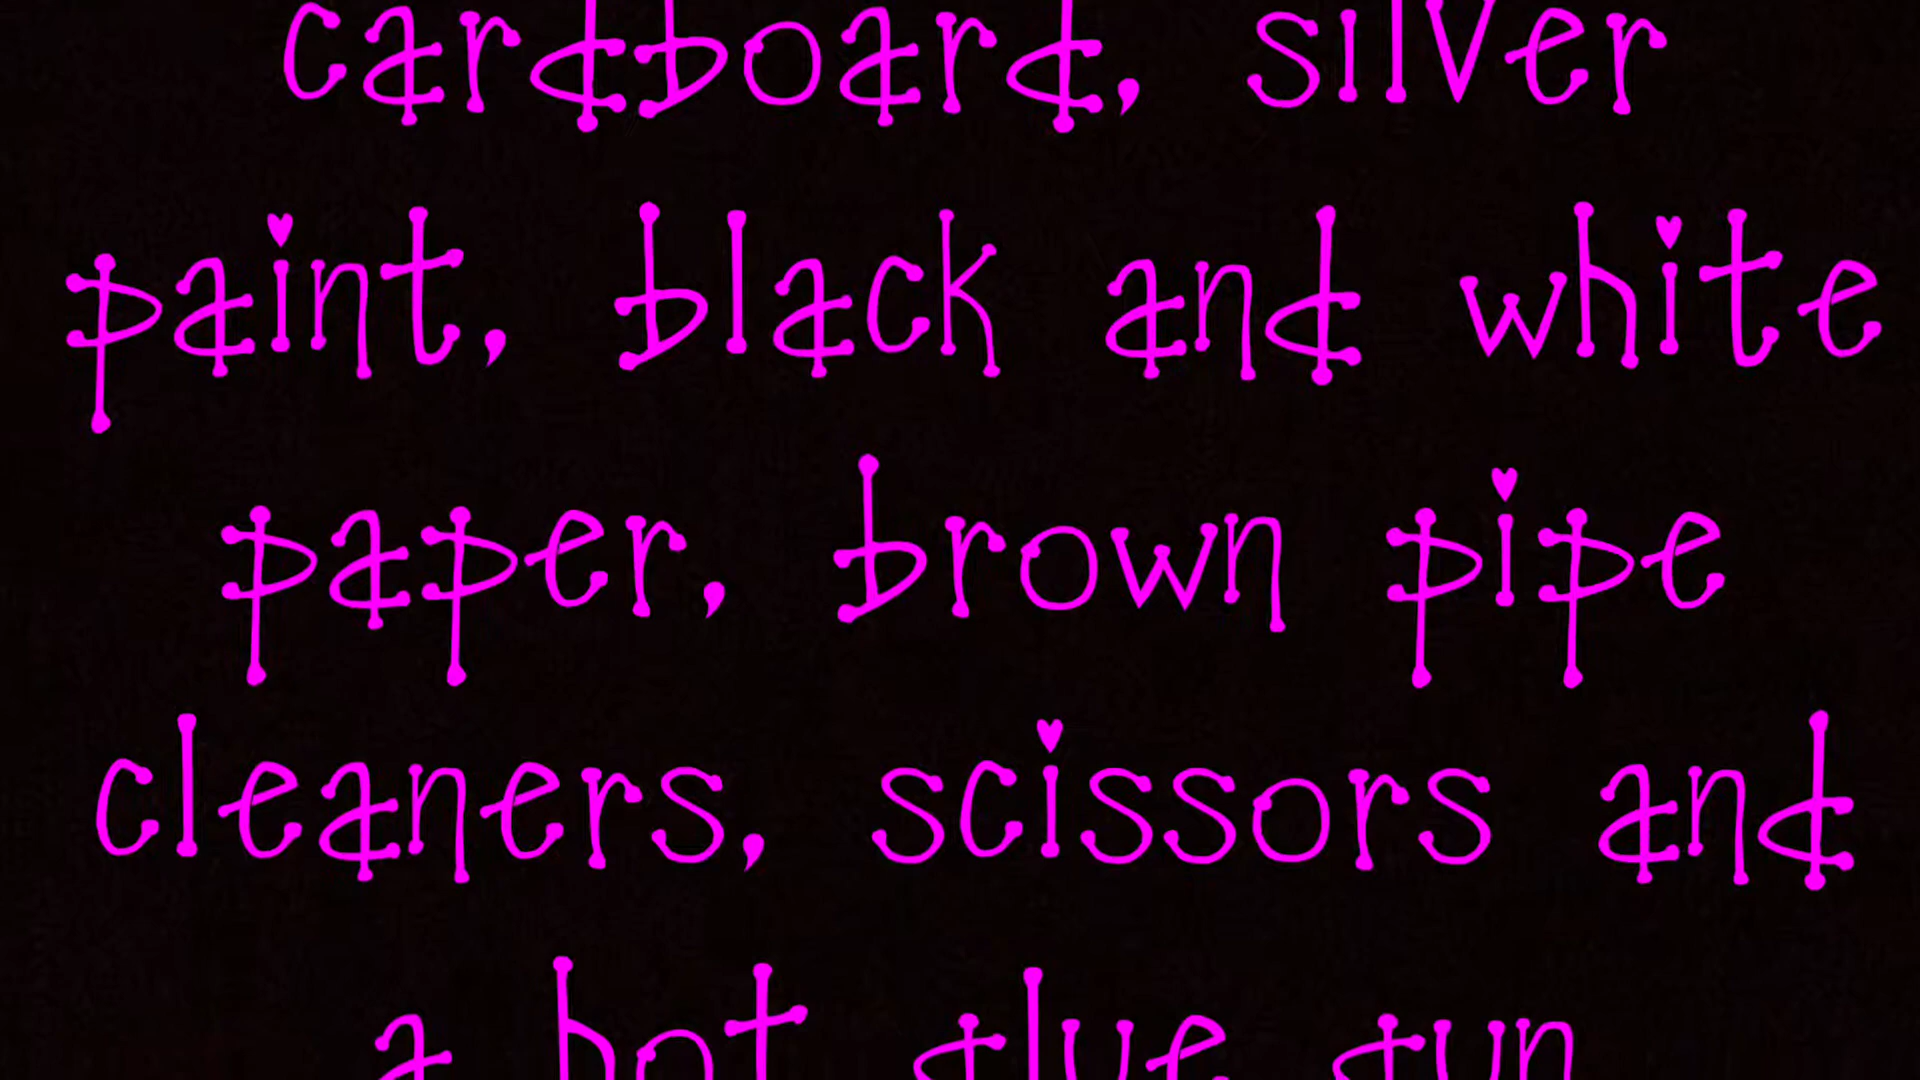 cardboard, silver
paint, black and white
paper, brown pipe
cleaners, scissors and
a hot glue gun